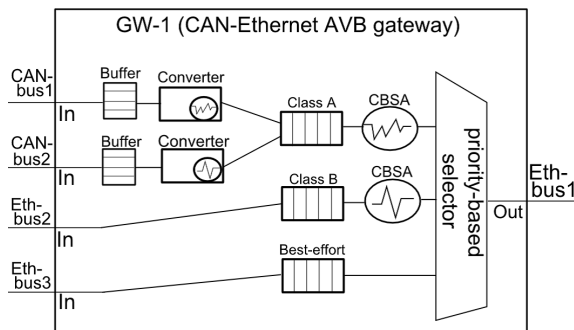 GW-1 (CAN-Ethernet AVB gateway)
CAN-
bus1
In
Buffer
Converter
Class A
CBSA
CAN-
bus2
In
Buffer
Converter
Class B
CBSA
Eth-
bus2
In
Best-effort
Eth-
bus3
In
priority-based
selector
Out
Eth-
bus1